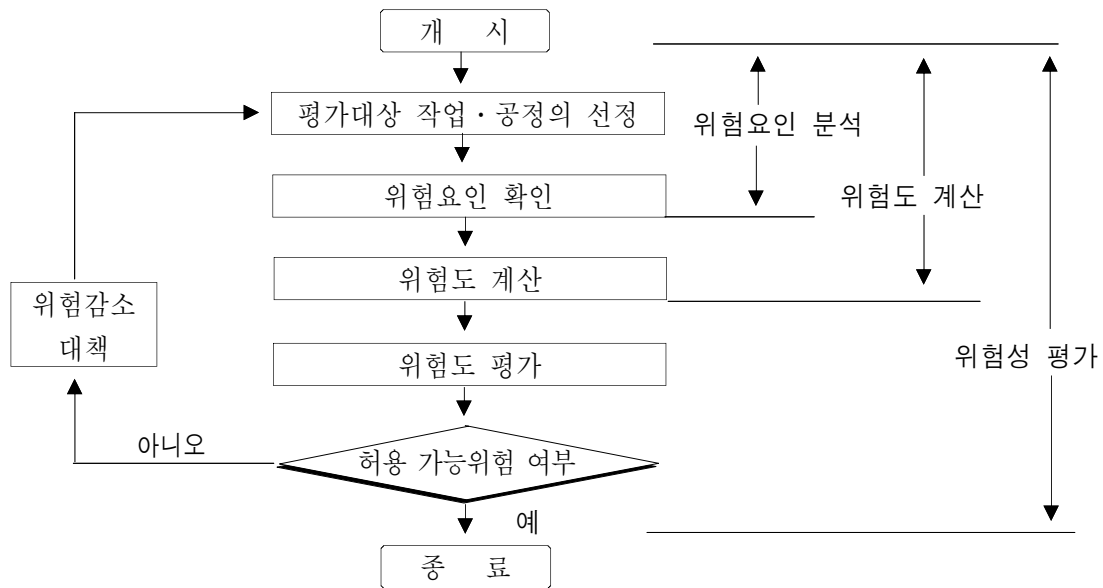 개 시
평가대상 작업·공정의 선정
위험요인 분석
위험요인 확인
위험도 계산
위험도 계산
위험감소
대책
위험도 평가
위험성 평가
아니오
허용 가능위험 여부
예
종 료